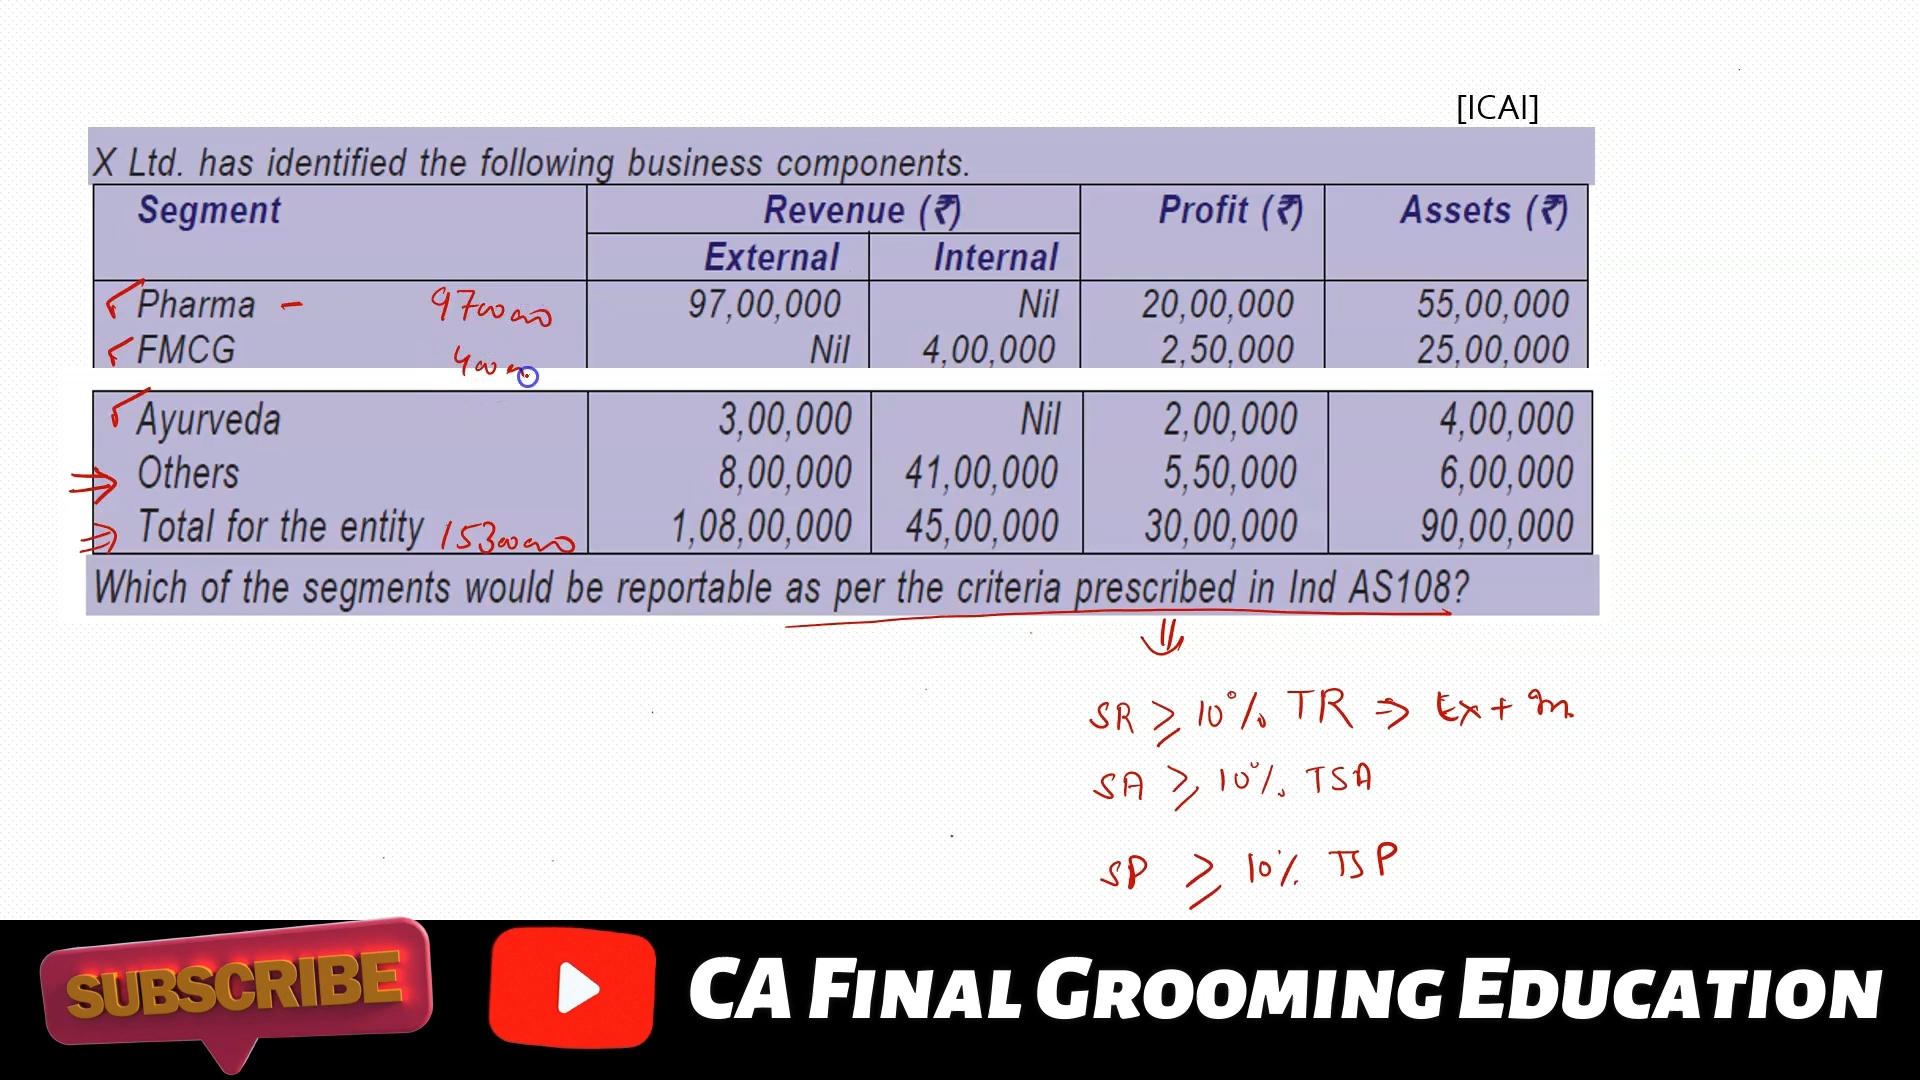 [ICAI]
X Ltd. has identified the following business components.
Segment Revenue (₹) Profit (₹) Assets (₹)
External Internal
Pharma - 9700000 97,00,000 Nil 20,00,000 55,00,000
FMCG Nil 4,00,000 2,50,000 25,00,000
Ayurveda 3,00,000 Nil 2,00,000 4,00,000
Others 8,00,000 41,00,000 5,50,000 6,00,000
Total for the entity 15300000 1,08,00,000 45,00,000 30,00,000 90,00,000
Which of the segments would be reportable as per the criteria prescribed in Ind AS108?
SR ≥ 10% TR ⇒ Ex + In
SA ≥ 10% TSA
SP ≥ 10% TSP
SUBSCRIBE
CA FINAL GROOMING EDUCATION